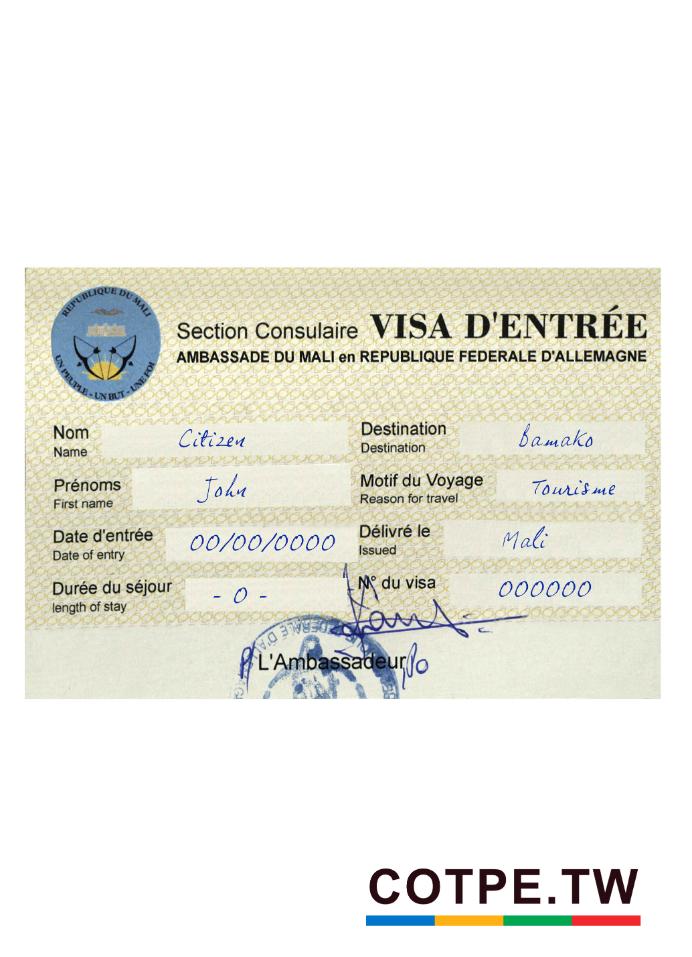 REPUBLIQUE DU MALI
UN PEUPLE - UN BUT - UNE FOI
Section Consulaire VISA D'ENTRÉE
AMBASSADE DU MALI en REPUBLIQUE FEDERALE D'ALLEMAGNE
Nom Citizen Destination Bamako
Name Destination
Prénoms John Motif du Voyage Tourisme
First name Reason for travel
Date d'entrée 00/00/0000 Délivré le Mali
Date of entry Issued
Durée du séjour - 0 - N° du visa 000000
length of stay
L'Ambassadeur
COTPE.TW